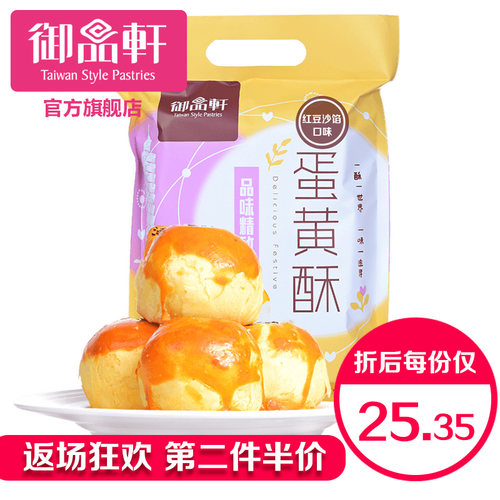 御品軒
Taiwan Style Pastries
官方旗舰店
御品軒
Taiwan Style Pastries
红豆沙馅
口味
蛋黄酥
Delicious Festive
品味精致
一酥一世界
一味一世界
折后每份仅
25.35
返场狂欢 第二件半价